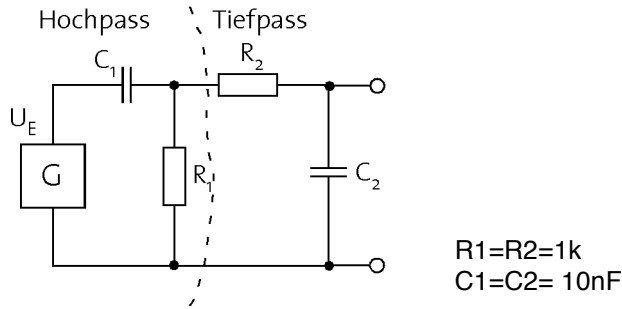 Hochpass
Tiefpass
C1
R2
UE
G
R1
C2
R1=R2=1k
C1=C2= 10nF